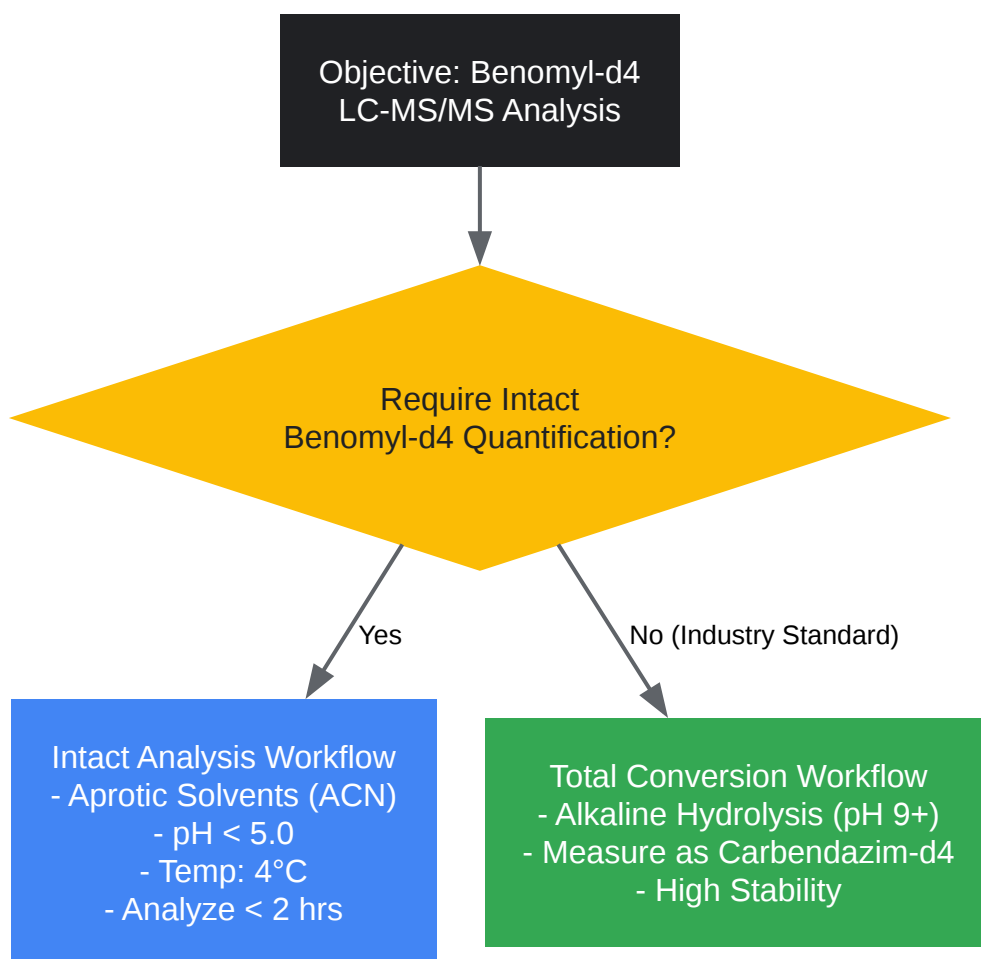 Objective: Benomyl-d4
LC-MS/MS Analysis
Require Intact
Benomyl-d4 Quantification?
Yes
No (Industry Standard)
Intact Analysis Workflow
- Aprotic Solvents (ACN)
- pH < 5.0
- Temp: 4°C
- Analyze < 2 hrs
Total Conversion Workflow
- Alkaline Hydrolysis (pH 9+)
- Measure as Carbendazim-d4
- High Stability